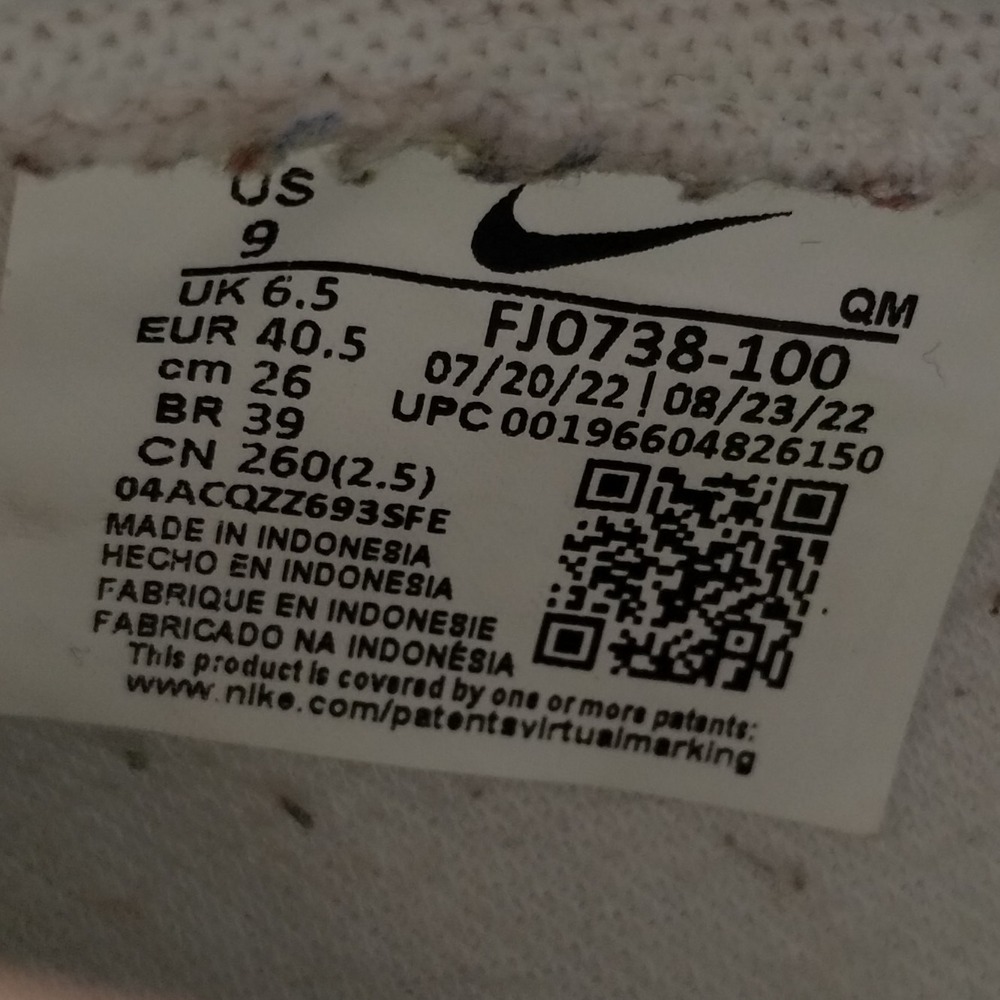 US
9
QM
UK 6.5
EUR 40.5
cm 26
BR 39
CN 260(2.5)
FJ0738-100
07/20/22 | 08/23/22
UPC 00196604826150
04ACQZZ693SFE
MADE IN INDONESIA
HECHO EN INDONESIA
FABRIQUE EN INDONESIE
FABRICADO NA INDONÉSIA
This product is covered by one or more patents:
www.nike.com/patentsvirtualmarking